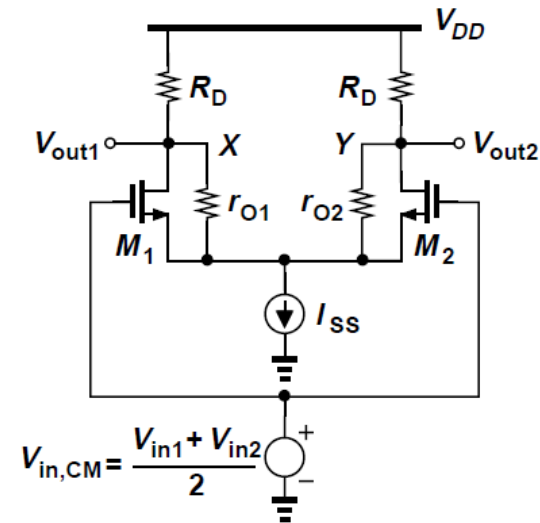 V_DD
R_D R_D
V_out1 X Y V_out2
r_O1 r_O2
M_1 M_2
I_SS
V_in,CM = (V_in1 + V_in2) / 2
+
−